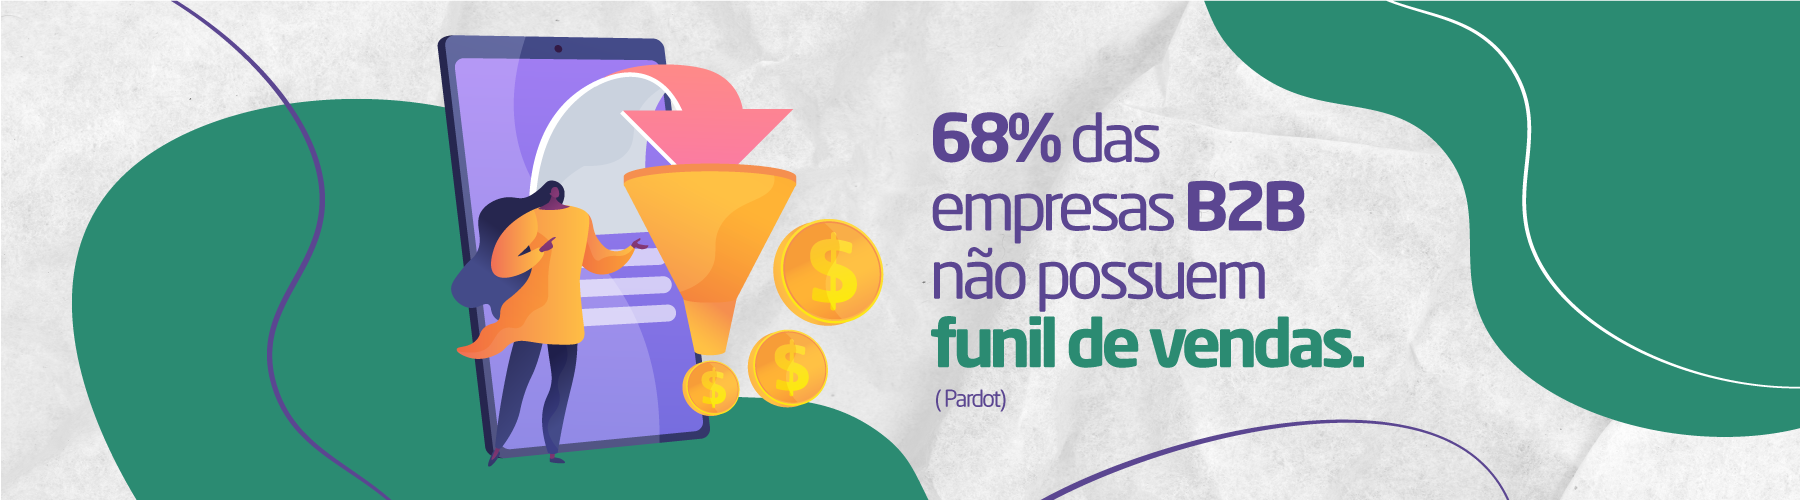 68% das
empresas B2B
não possuem
funil de vendas.
( Pardot)
$
$
$